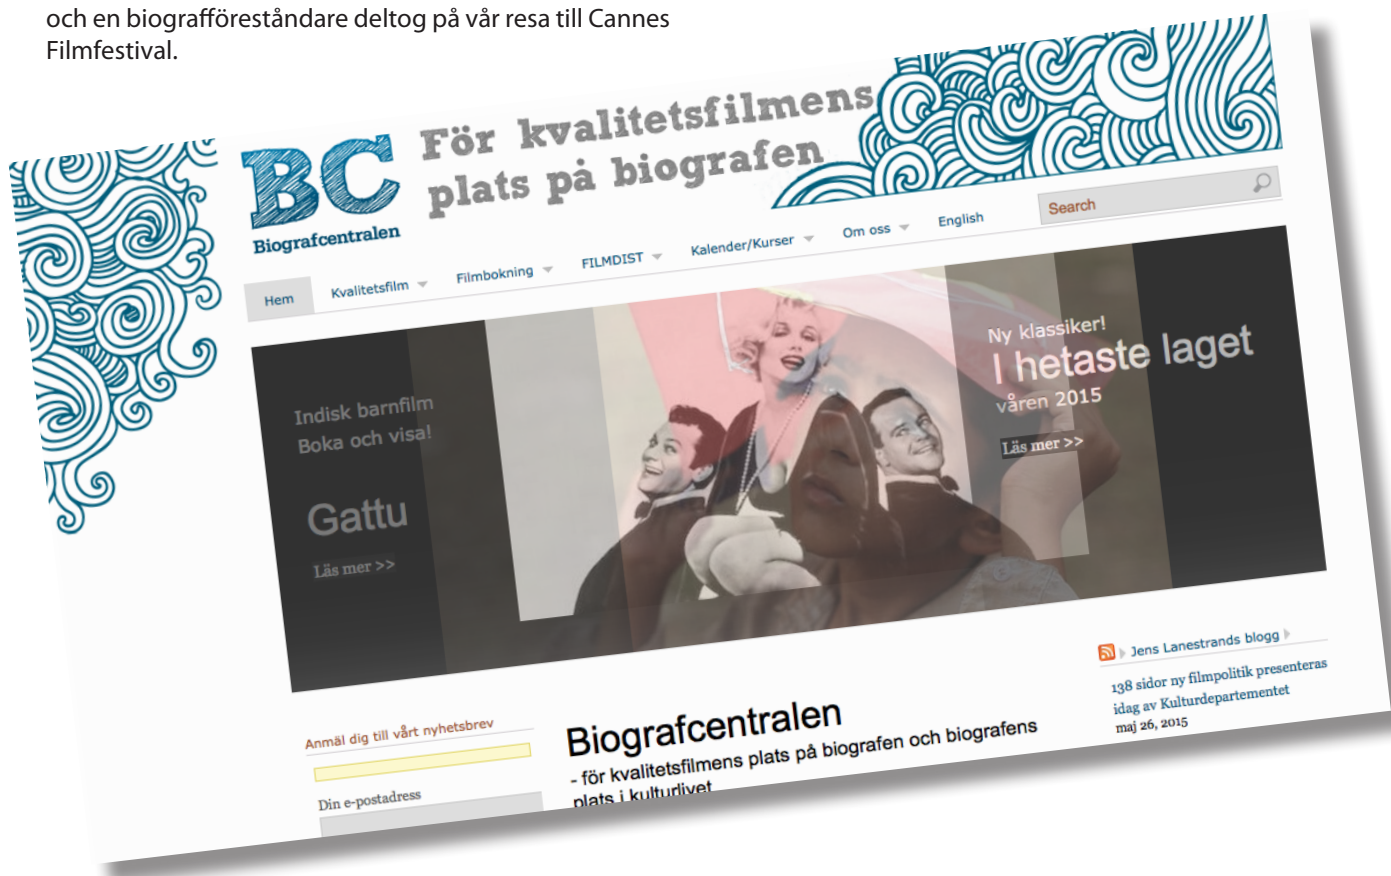 och en biografföreståndare deltog på vår resa till Cannes
Filmfestival.
BC
Biografcentralen
För kvalitetsfilmens
plats på biografen
Search
Hem
Kvalitetsfilm
Filmbokning
FILMDIST
Kalender/Kurser
Om oss
English
Indisk barnfilm
Boka och visa!
Gattu
Läs mer >>
Ny klassiker!
I hetaste laget
våren 2015
Läs mer >>
Anmäl dig till vårt nyhetsbrev
Din e-postadress
Biografcentralen
- för kvalitetsfilmens plats på biografen och biografens
plats i kulturlivet
Jens Lanestrands blogg
138 sidor ny filmpolitik presenteras
idag av Kulturdepartementet
maj 26, 2015